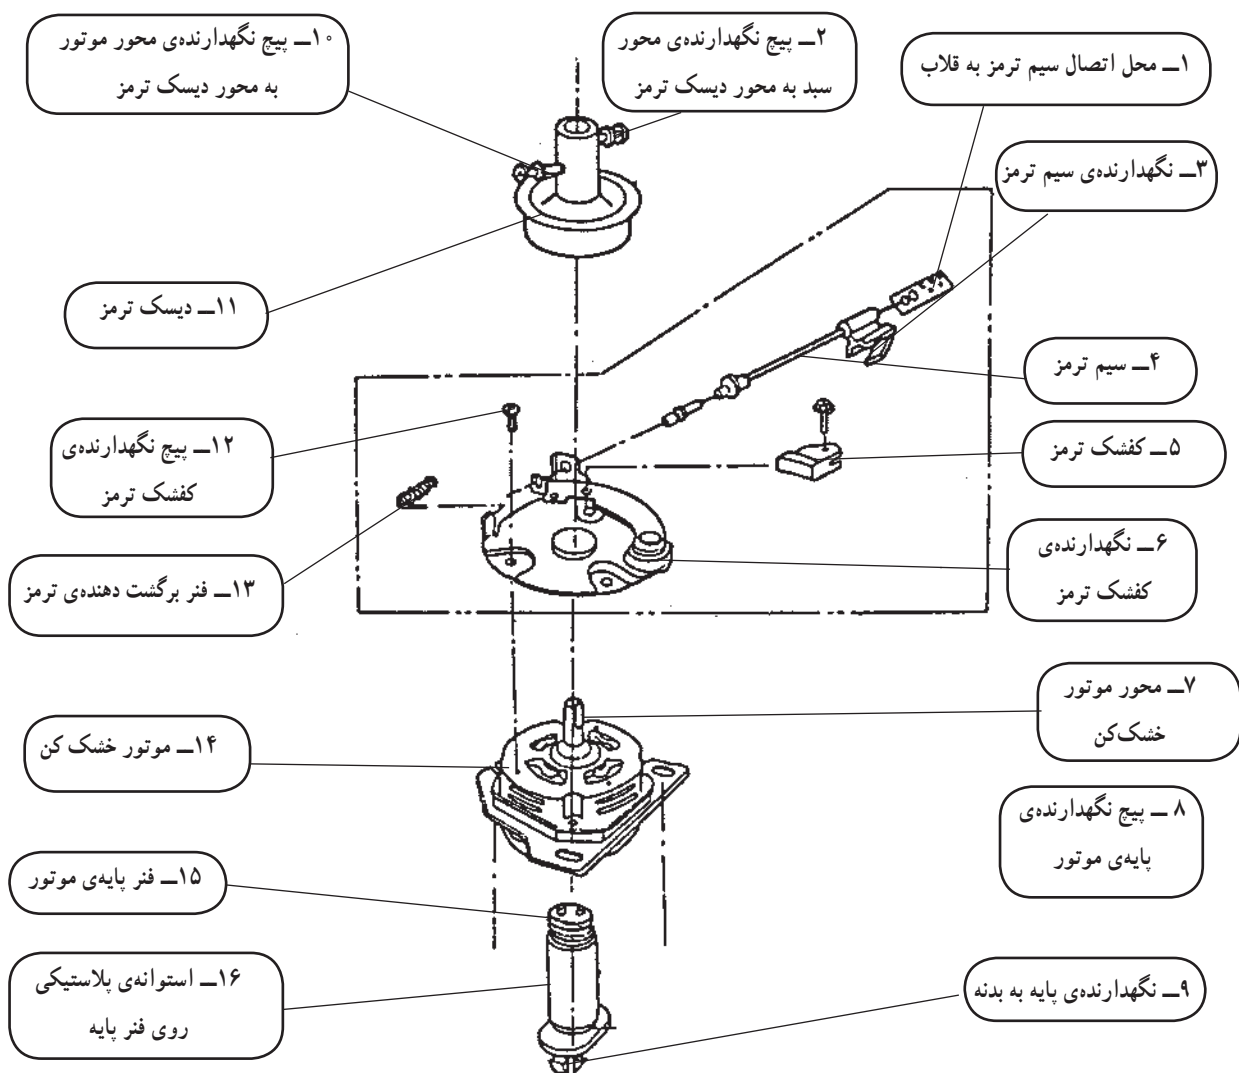 ۱ــ محل اتصال سیم ترمز به قلاب
۲ــ پیچ نگهدارنده‌ی محور
سبد به محور دیسک ترمز
۳ــ نگهدارنده‌ی سیم ترمز
۴ــ سیم ترمز
۵ــ کفشک ترمز
۶ــ نگهدارنده‌ی
کفشک ترمز
۷ــ محور موتور
خشک‌کن
۸ ــ پیچ نگهدارنده‌ی
پایه‌ی موتور
۹ــ نگهدارنده‌ی پایه به بدنه
۱۰ــ پیچ نگهدارنده‌ی محور موتور
به محور دیسک ترمز
۱۱ــ دیسک ترمز
۱۲ــ پیچ نگهدارنده‌ی
کفشک ترمز
۱۳ــ فنر برگشت دهنده‌ی ترمز
۱۴ــ موتور خشک کن
۱۵ــ فنر پایه‌ی موتور
۱۶ــ استوانه‌ی پلاستیکی
روی فنر پایه